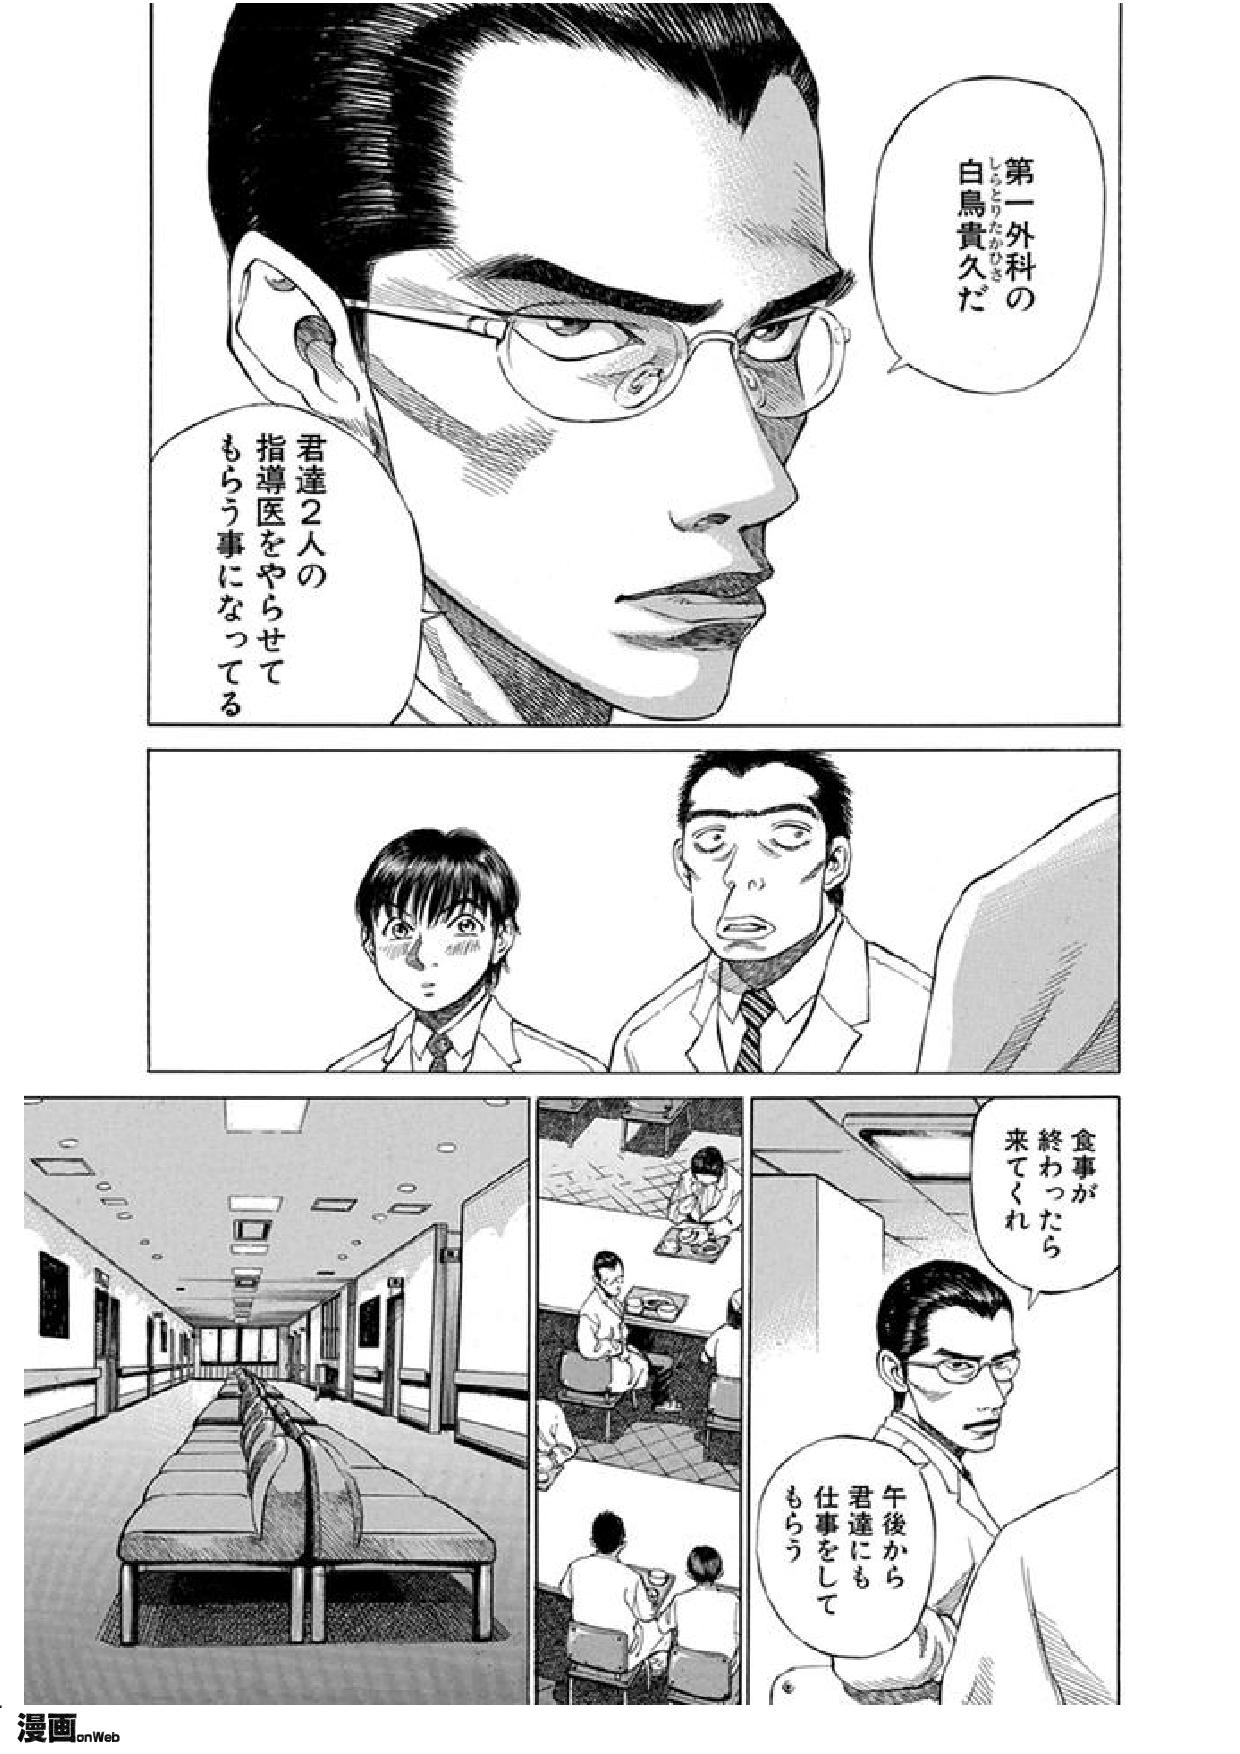 第一外科の
白鳥貴久だ
しらとりたかひさ
君達2人の
指導医をやらせて
もらう事になってる
食事が
終わったら
来てくれ
午後から
君達にも
仕事をして
もらう
漫画onWeb